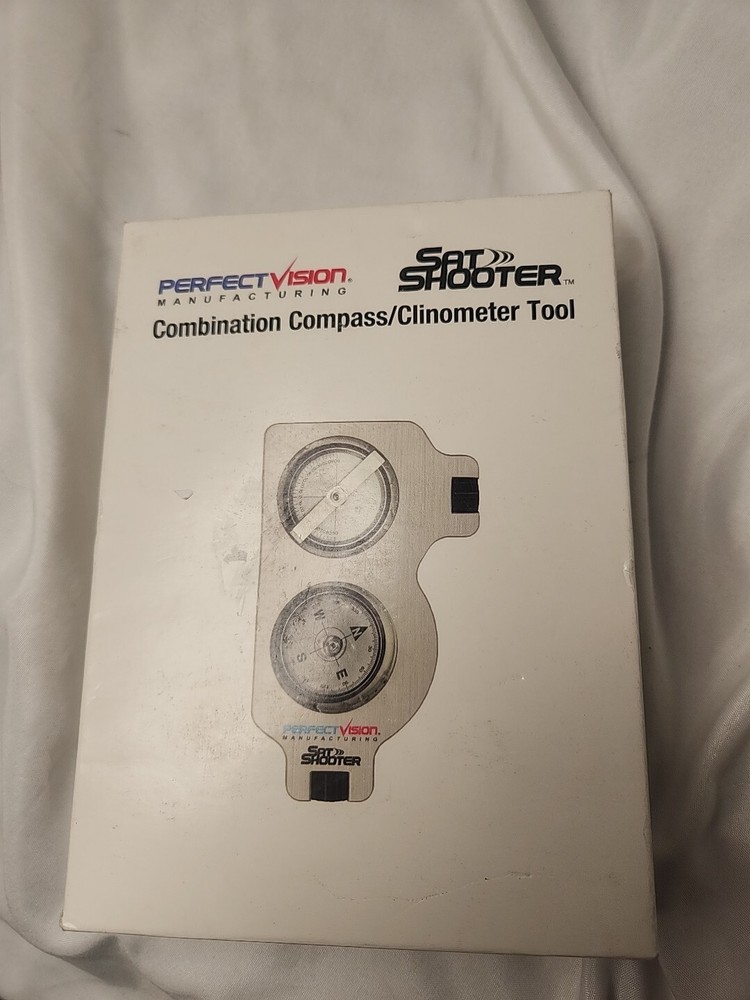 PERFECTVISION®
MANUFACTURING
SAT SHOOTER™
Combination Compass/Clinometer Tool
W
N
S
E
PERFECTVISION.
MANUFACTURING
SAT
SHOOTER